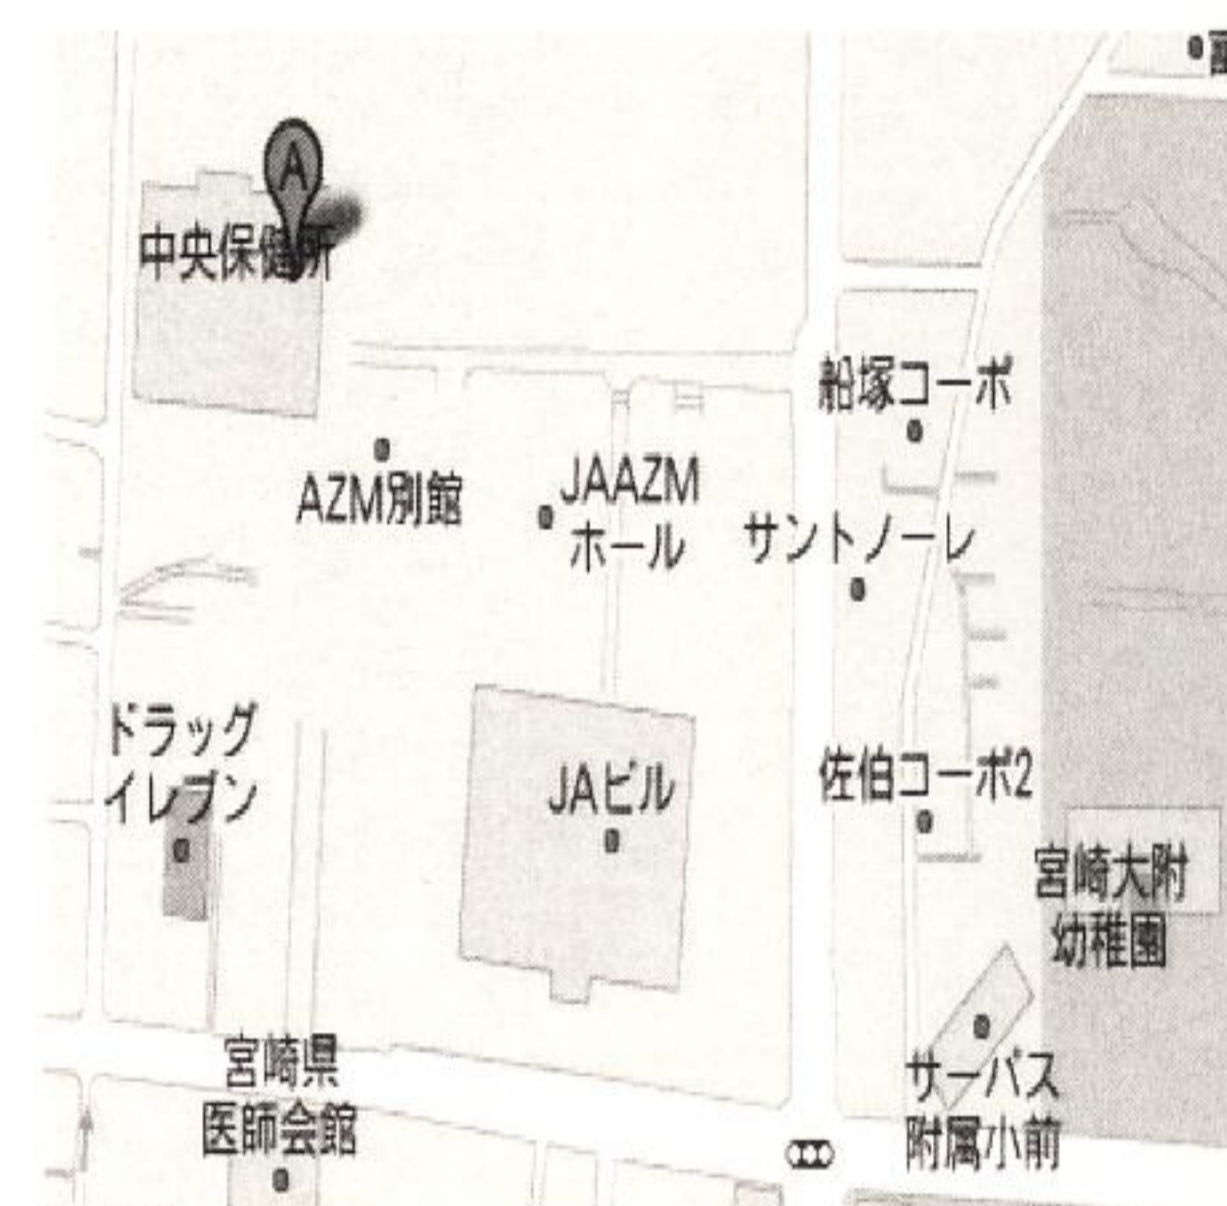 A
中央保健所
船塚コーポ
AZM別館
JAAZM
ホール
サントノーレ
ドラッグ
イレブン
JAビル
佐伯コーポ2
宮崎大附
幼稚園
宮崎県
医師会館
サーパス
附属小前